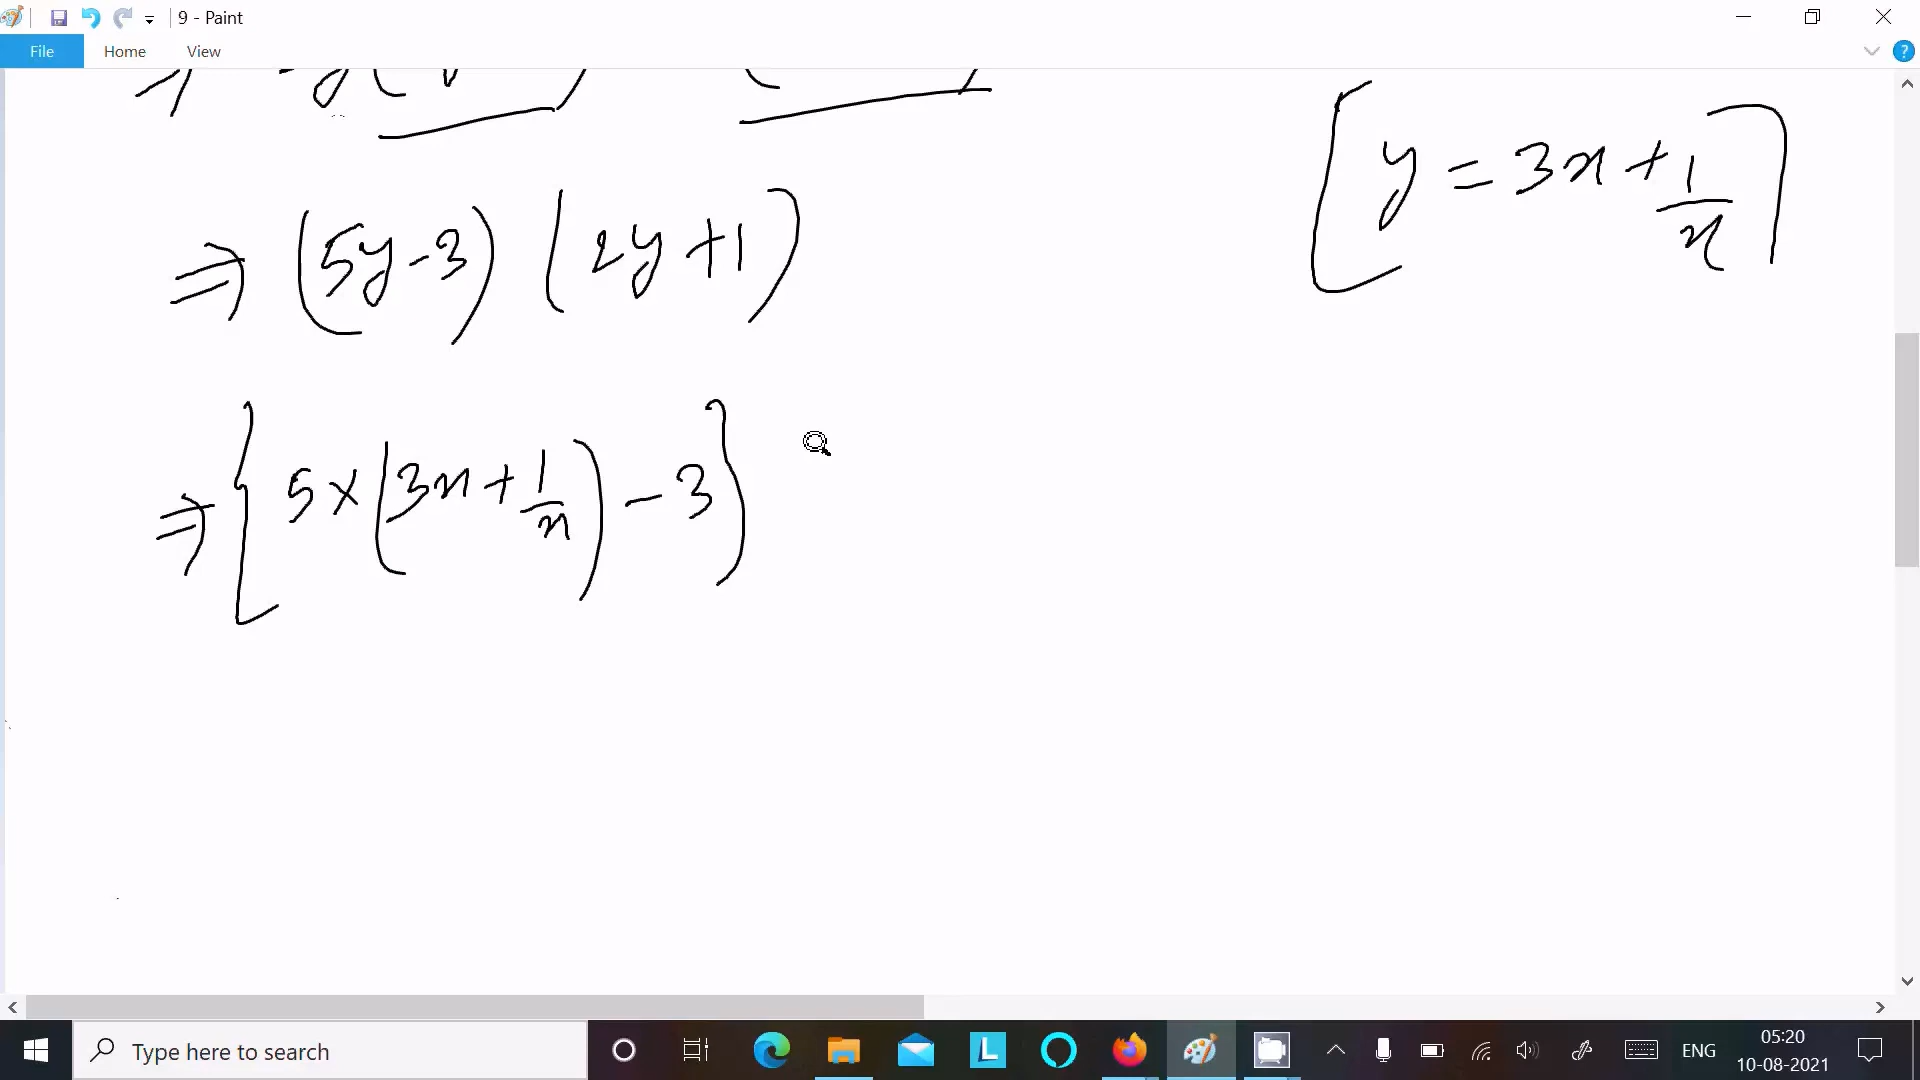 9 - Paint
File Home View
y = 3x + 1/x
⇒ (5y - 3) (2y + 1)
⇒ {5 × (3x + 1/x) - 3}
Type here to search
ENG
05:20
10-08-2021